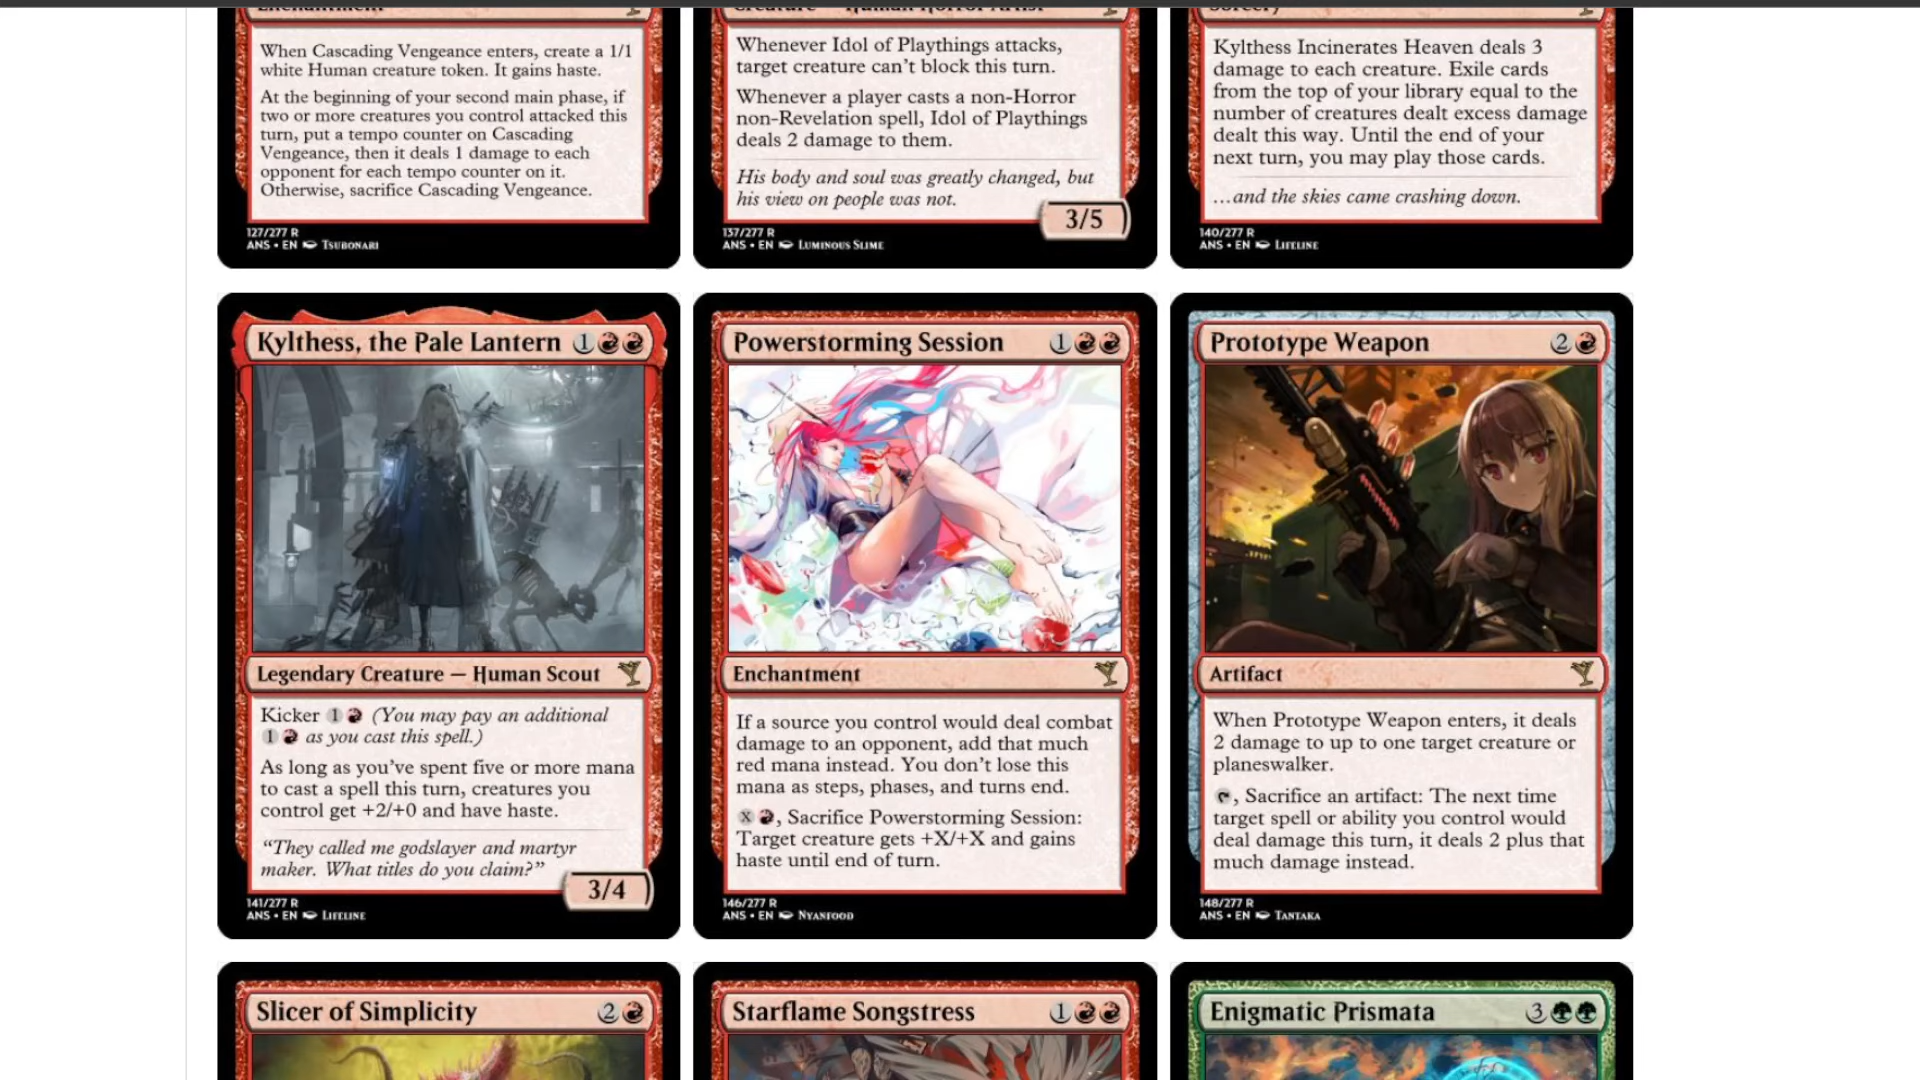 Enchantment
When Cascading Vengeance enters, create a 1/1
white Human creature token. It gains haste.
At the beginning of your second main phase, if
two or more creatures you control attacked this
turn, put a tempo counter on Cascading
Vengeance, then it deals 1 damage to each
opponent for each tempo counter on it.
Otherwise, sacrifice Cascading Vengeance.
127/277 R
ANS • EN Tsubonari
Creature — Human Horror Artist
Whenever Idol of Playthings attacks,
target creature can't block this turn.
Whenever a player casts a non-Horror
non-Revelation spell, Idol of Playthings
deals 2 damage to them.
His body and soul was greatly changed, but
his view on people was not.
3/5
137/277 R
ANS • EN Luminous Slime
Sorcery
Kylthess Incinerates Heaven deals 3
damage to each creature. Exile cards
from the top of your library equal to the
number of creatures dealt excess damage
dealt this way. Until the end of your
next turn, you may play those cards.
…and the skies came crashing down.
140/277 R
ANS • EN Lifeline
Kylthess, the Pale Lantern 1
Legendary Creature — Human Scout
Kicker 1 (You may pay an additional
1 as you cast this spell.)
As long as you've spent five or more mana
to cast a spell this turn, creatures you
control get +2/+0 and have haste.
“They called me godslayer and martyr
maker. What titles do you claim?”
3/4
141/277 R
ANS • EN Lifeline
Powerstorming Session 1
Enchantment
If a source you control would deal combat
damage to an opponent, add that much
red mana instead. You don't lose this
mana as steps, phases, and turns end.
X , Sacrifice Powerstorming Session:
Target creature gets +X/+X and gains
haste until end of turn.
146/277 R
ANS • EN Nyanfood
Prototype Weapon 2
Artifact
When Prototype Weapon enters, it deals
2 damage to up to one target creature or
planeswalker.
, Sacrifice an artifact: The next time
target spell or ability you control would
deal damage this turn, it deals 2 plus that
much damage instead.
148/277 R
ANS • EN Tantaka
Slicer of Simplicity 2
Starflame Songstress 1
Enigmatic Prismata 3